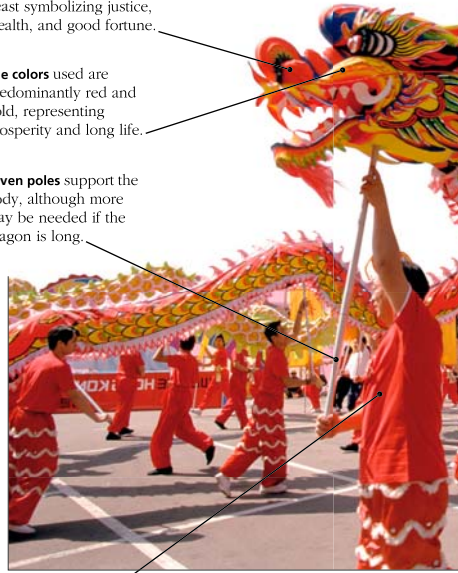 east symbolizing justice,
ealth, and good fortune.
e colors used are
edominantly red and
old, representing
osperity and long life.
ven poles support the
ody, although more
ay be needed if the
agon is long.